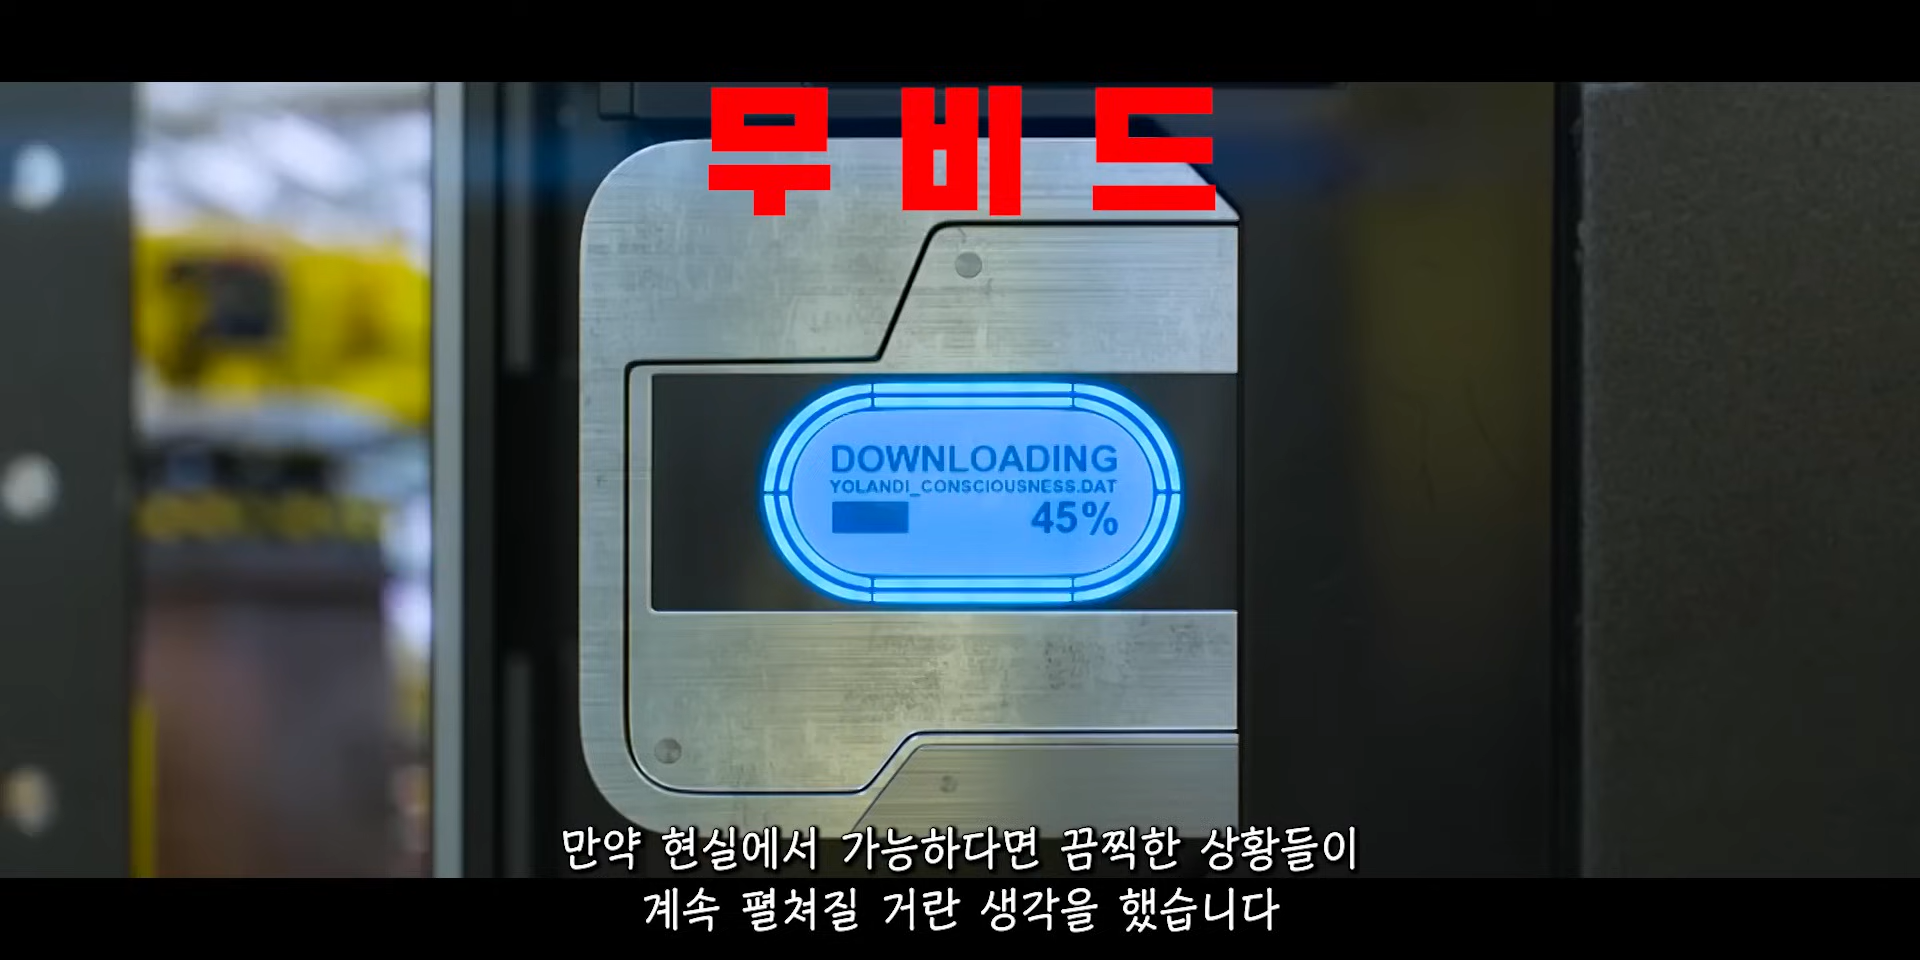 무비드
DOWNLOADING
YOLANDI_CONSCIOUSNESS.DAT
45%
만약 현실에서 가능하다면 끔찍한 상황들이
계속 펼쳐질 거란 생각을 했습니다